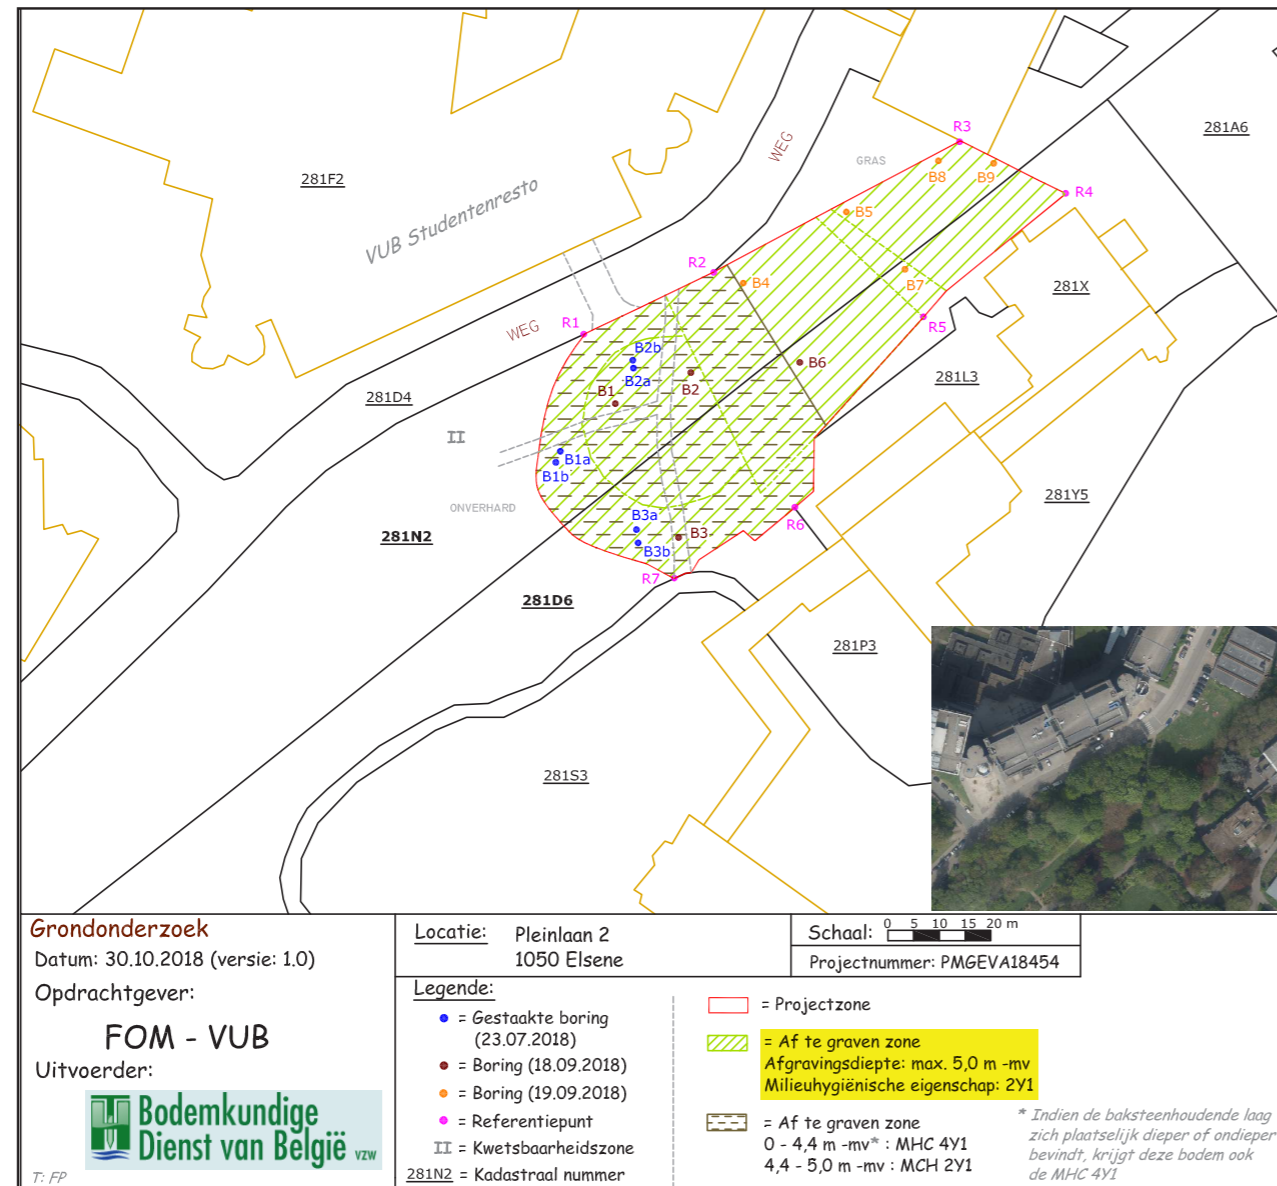 R3
281A6
WEG
GRAS
B8
B9
281F2
R4
VUB Studentenresto
B5
R2
B7
B4
281X
WEG
R1
R5
B2b
B6
B2a
B2
281L3
B1
281D4
II
B1a
B1b
281Y5
ONVERHARD
B3a
R6
281N2
B3
B3b
R7
281D6
281P3
281S3
Grondonderzoek
Datum: 30.10.2018 (versie: 1.0)
Opdrachtgever:
FOM - VUB
Uitvoerder:
Bodemkundige
Dienst van België vzw
T: FP
Locatie: Pleinlaan 2
1050 Elsene
Schaal: 0 5 10 15 20 m
Projectnummer: PMGEVA18454
Legende:
= Gestaakte boring
(23.07.2018)
= Boring (18.09.2018)
= Boring (19.09.2018)
= Referentiepunt
II = Kwetsbaarheidszone
281N2 = Kadastraal nummer
= Projectzone
= Af te graven zone
Afgravingsdiepte: max. 5,0 m -mv
Milieuhygiënische eigenschap: 2Y1
= Af te graven zone
0 - 4,4 m -mv* : MHC 4Y1
4,4 - 5,0 m -mv : MCH 2Y1
* Indien de baksteenhoudende laag
zich plaatselijk dieper of ondieper
bevindt, krijgt deze bodem ook
de MHC 4Y1